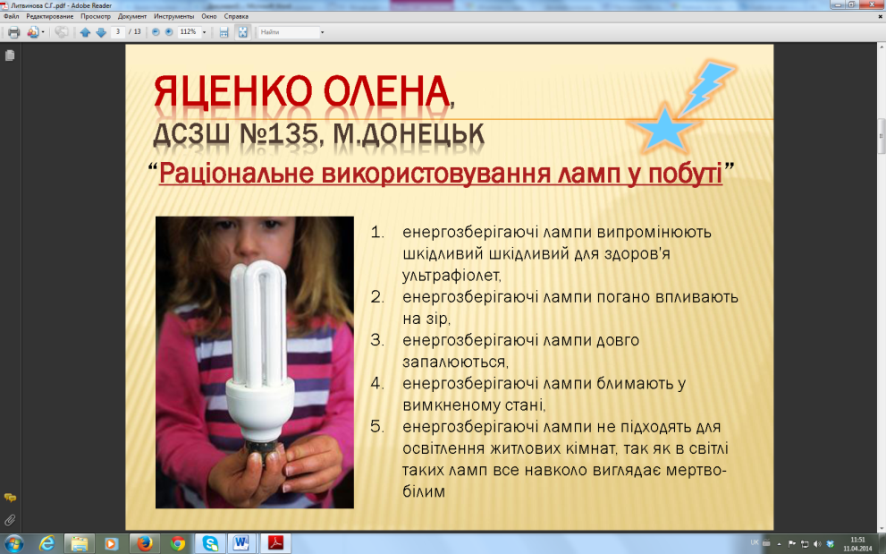 Литвинова С.Г..pdf - Adobe Reader
Файл Редактирование Просмотр Документ Инструменты Окно Справка
3 / 13 112% Найти
ЯЦЕНКО ОЛЕНА,
ДСЗШ №135, М.ДОНЕЦЬК
“Раціональне використовування ламп у побуті”
1. енергозберігаючі лампи випромінюють
шкідливий шкідливий для здоров'я
ультрафіолет,
2. енергозберігаючі лампи погано впливають
на зір,
3. енергозберігаючі лампи довго
запалюються,
4. енергозберігаючі лампи блимають у
вимкненому стані,
5. енергозберігаючі лампи не підходять для
освітлення житлових кімнат, так як в світлі
таких ламп все навколо виглядає мертво-
білим
UK 11:51
11.04.2014